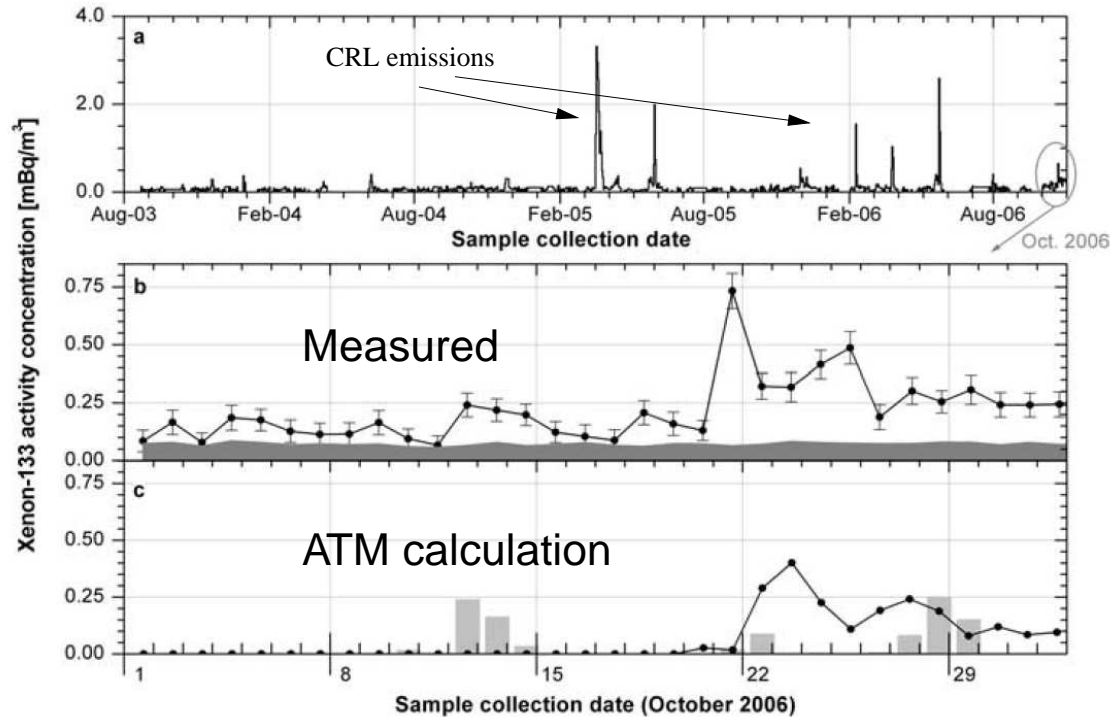 Xenon-133 activity concentration [mBq/m³]
4.0
a
CRL emissions
2.0
0.0
Aug-03 Feb-04 Aug-04 Feb-05 Aug-05 Feb-06 Aug-06
Sample collection date
Oct. 2006
b
0.75
Measured
0.50
0.25
0.00
c
0.75
ATM calculation
0.50
0.25
0.00
1 8 15 22 29
Sample collection date (October 2006)